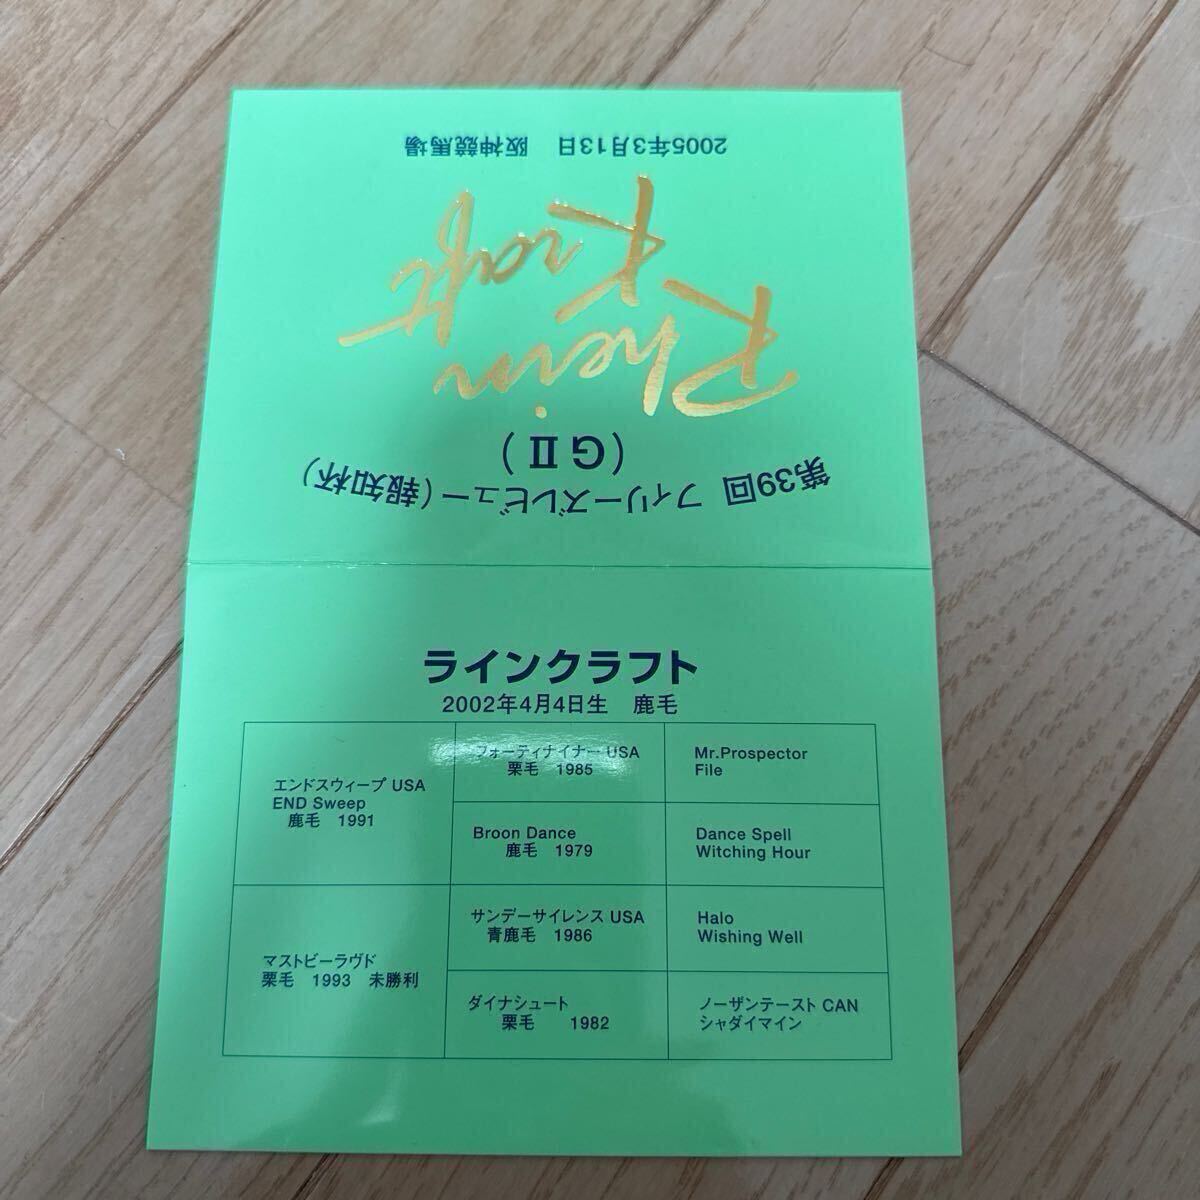 第39回 フィリーズレビュー(報知杯)
(GⅡ)
Rhein
Kraft
2005年3月13日 阪神競馬場
ラインクラフト
2002年4月4日生 鹿毛
エンドスウィープ USA
END Sweep
鹿毛 1991
フォーティナイナー USA
栗毛 1985
Mr.Prospector
File
Broon Dance
鹿毛 1979
Dance Spell
Witching Hour
マストビーラヴド
栗毛 1993 未勝利
サンデーサイレンス USA
青鹿毛 1986
Halo
Wishing Well
ダイナシュート
栗毛 1982
ノーザンテースト CAN
シャダイマイン